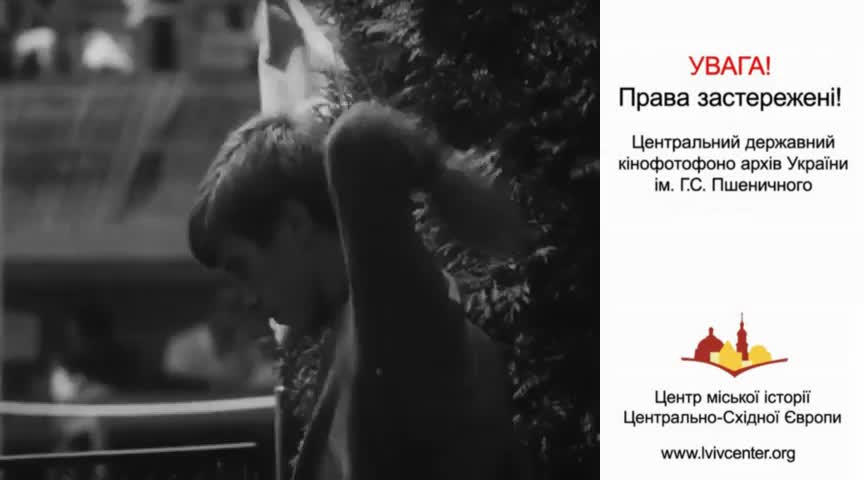 УВАГА!
Права застережені!
Центральний державний
кінофотофоно архів України
ім. Г.С. Пшеничного
Центр міської історії
Центрально-Східної Європи
www.lvivcenter.org